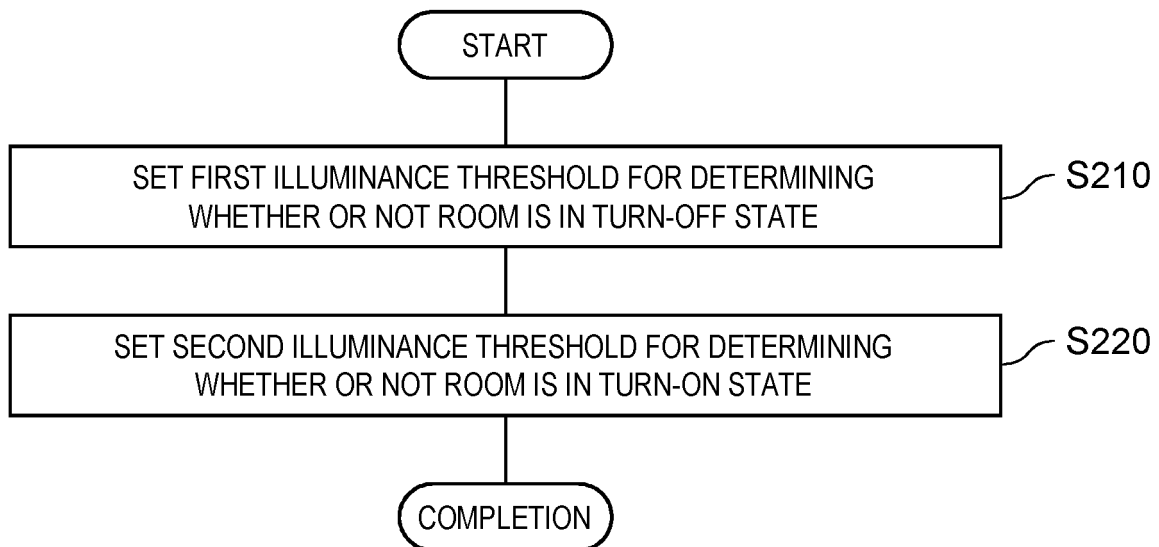 START
SET FIRST ILLUMINANCE THRESHOLD FOR DETERMINING
WHETHER OR NOT ROOM IS IN TURN-OFF STATE
S210
SET SECOND ILLUMINANCE THRESHOLD FOR DETERMINING
WHETHER OR NOT ROOM IS IN TURN-ON STATE
S220
COMPLETION